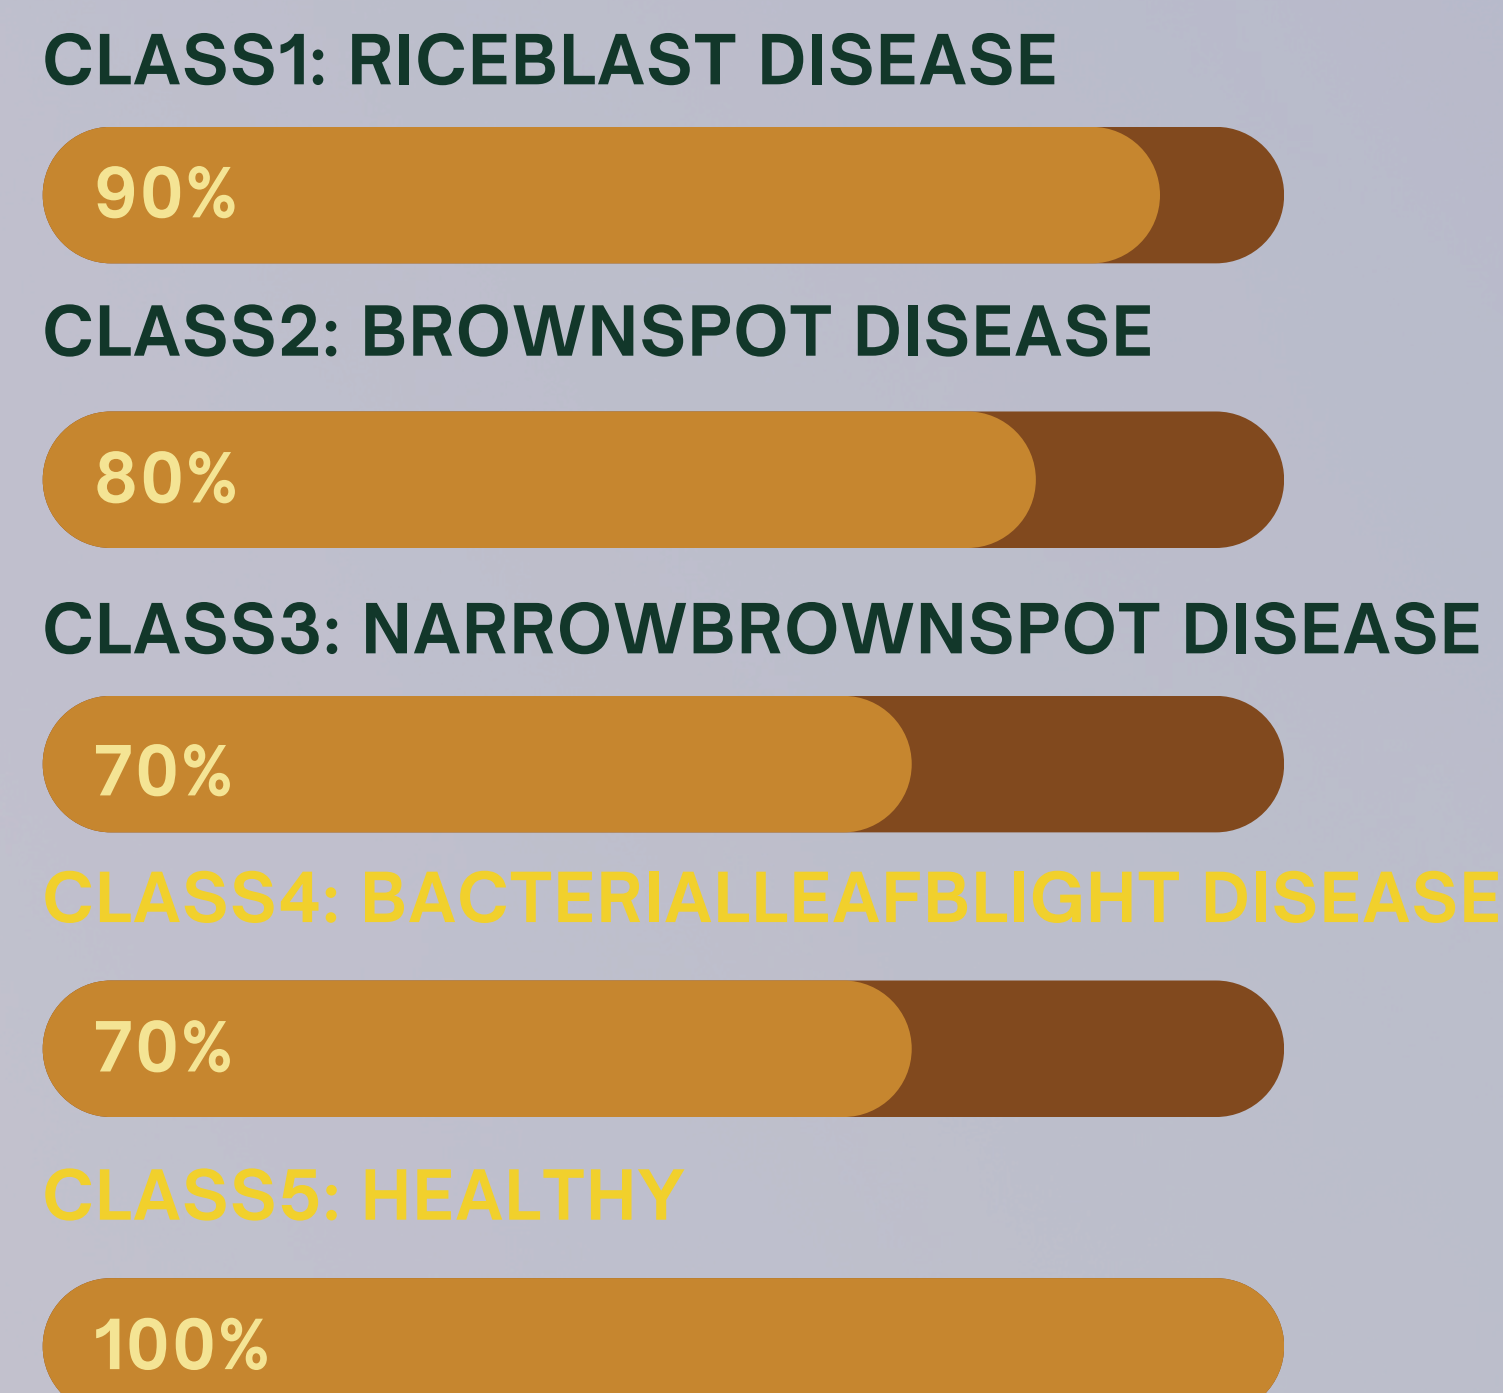 CLASS1: RICEBLAST DISEASE
90%
CLASS2: BROWNSPOT DISEASE
80%
CLASS3: NARROWBROWNSPOT DISEASE
70%
CLASS4: BACTERIALLEAFBLIGHT DISEASE
70%
CLASS5: HEALTHY
100%